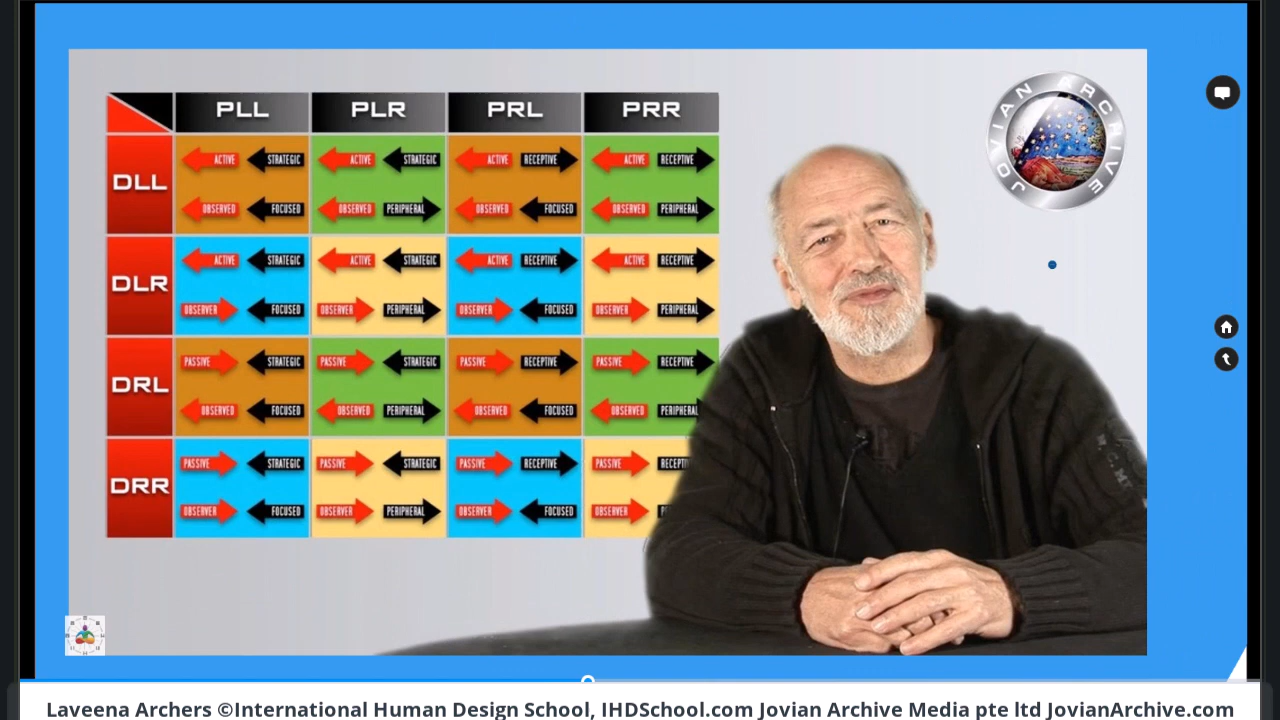 JOVIAN ARCHIVE
PLL PLR PRL PRR
DLL
ACTIVE STRATEGIC ACTIVE STRATEGIC ACTIVE RECEPTIVE ACTIVE RECEPTIVE
OBSERVED FOCUSED OBSERVED PERIPHERAL OBSERVED FOCUSED OBSERVED PERIPHERAL
DLR
ACTIVE STRATEGIC ACTIVE STRATEGIC ACTIVE RECEPTIVE ACTIVE RECEPTIVE
OBSERVER FOCUSED OBSERVER PERIPHERAL OBSERVER FOCUSED OBSERVER PERIPHERAL
DRL
PASSIVE STRATEGIC PASSIVE STRATEGIC PASSIVE RECEPTIVE PASSIVE RECEPTIVE
OBSERVED FOCUSED OBSERVED PERIPHERAL OBSERVED FOCUSED OBSERVED PERIPHERAL
DRR
PASSIVE STRATEGIC PASSIVE STRATEGIC PASSIVE RECEPTIVE PASSIVE
OBSERVER FOCUSED OBSERVER PERIPHERAL OBSERVER FOCUSED OBSERVER
Laveena Archers ©International Human Design School, IHDSchool.com Jovian Archive Media pte ltd JovianArchive.com